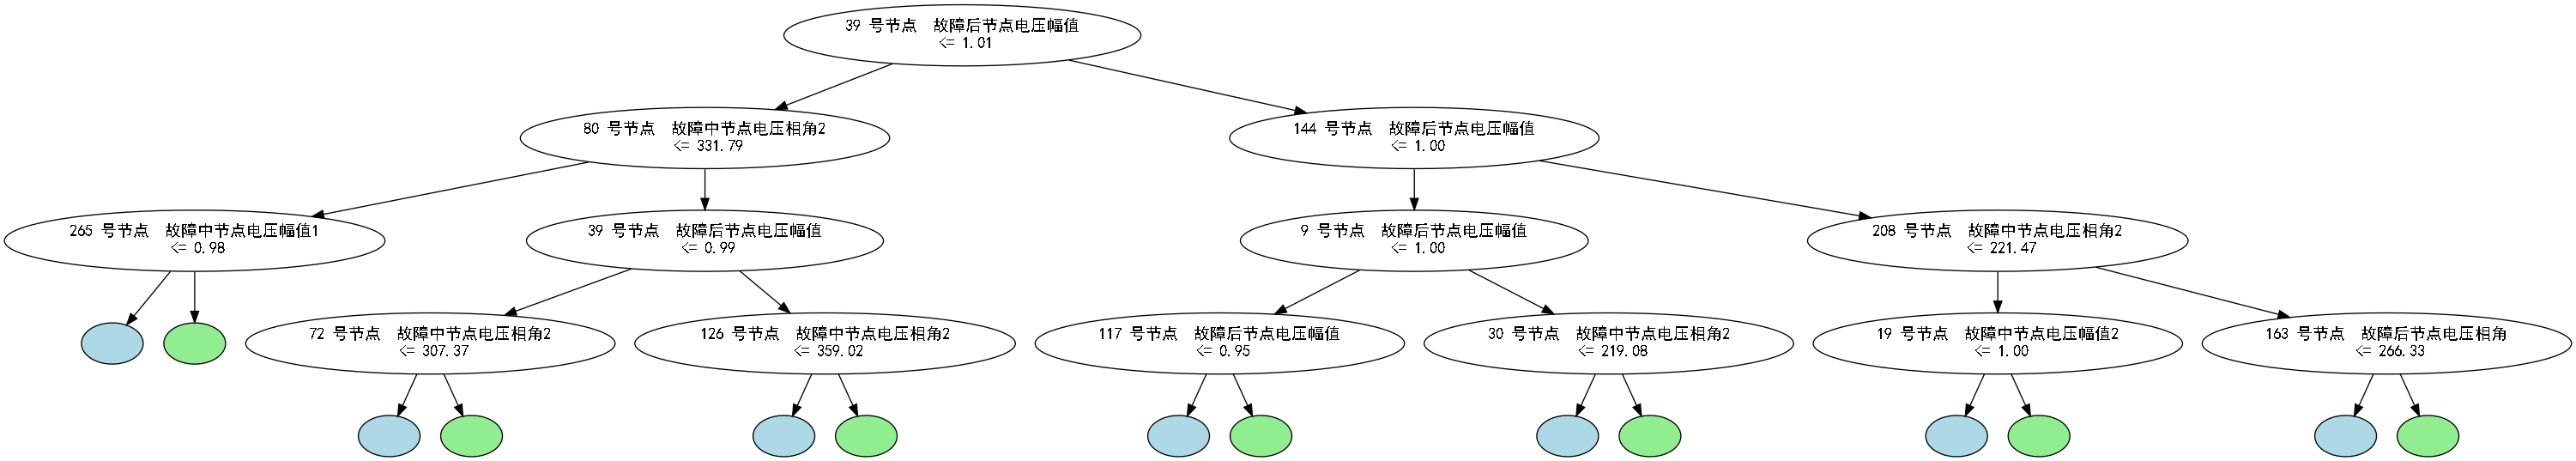 39 号节点 故障后节点电压幅值
<= 1.01
80 号节点 故障中节点电压相角2
<= 331.79
144 号节点 故障后节点电压幅值
<= 1.00
265 号节点 故障中节点电压幅值1
<= 0.98
39 号节点 故障后节点电压幅值
<= 0.99
9 号节点 故障后节点电压幅值
<= 1.00
208 号节点 故障中节点电压相角2
<= 221.47
72 号节点 故障中节点电压相角2
<= 307.37
126 号节点 故障中节点电压相角2
<= 359.02
117 号节点 故障后节点电压幅值
<= 0.95
30 号节点 故障中节点电压相角2
<= 219.08
19 号节点 故障中节点电压幅值2
<= 1.00
163 号节点 故障后节点电压相角
<= 266.33